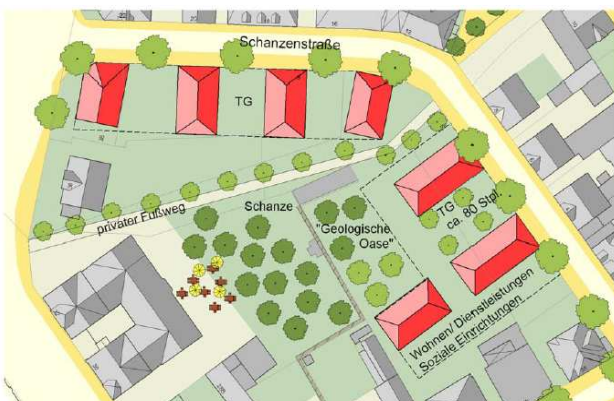 Schanzenstraße
TG
privater Fußweg
Schanze
"Geologische
Oase"
TG
ca. 80 Stpl.
Wohnen/ Dienstleistungen
Soziale Einrichtungen